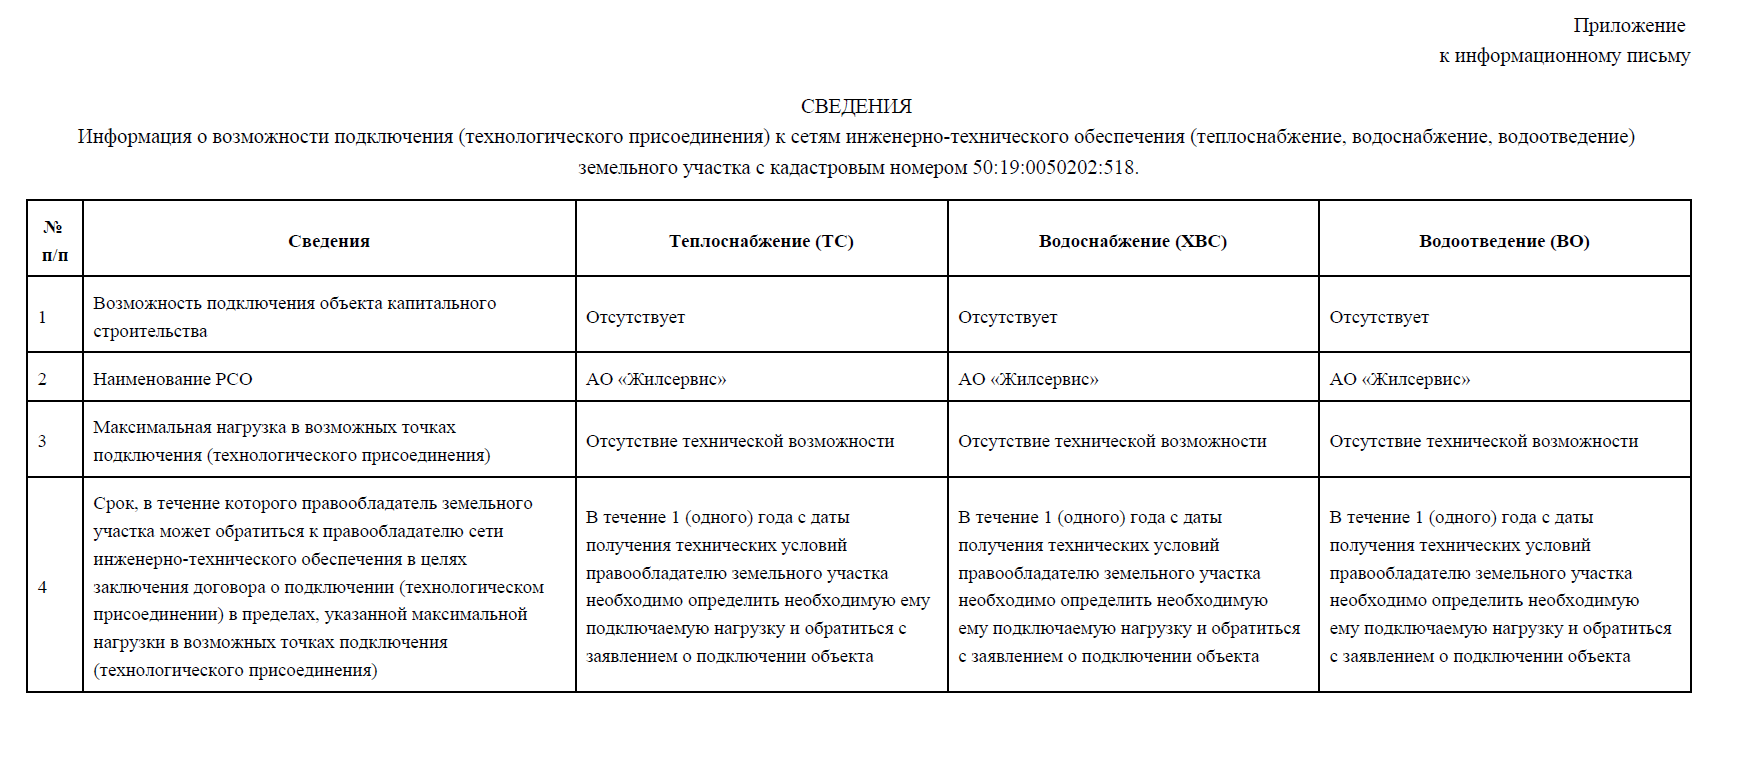 Приложение
к информационному письму
СВЕДЕНИЯ
Информация о возможности подключения (технологического присоединения) к сетям инженерно-технического обеспечения (теплоснабжение, водоснабжение, водоотведение)
земельного участка с кадастровым номером 50:19:0050202:518.
№
п/п
Сведения
Теплоснабжение (ТС)
Водоснабжение (ХВС)
Водоотведение (ВО)
1
Возможность подключения объекта капитального
строительства
Отсутствует
Отсутствует
Отсутствует
2
Наименование РСО
АО «Жилсервис»
АО «Жилсервис»
АО «Жилсервис»
3
Максимальная нагрузка в возможных точках
подключения (технологического присоединения)
Отсутствие технической возможности
Отсутствие технической возможности
Отсутствие технической возможности
4
Срок, в течение которого правообладатель земельного
участка может обратиться к правообладателю сети
инженерно-технического обеспечения в целях
заключения договора о подключении (технологическом
присоединении) в пределах, указанной максимальной
нагрузки в возможных точках подключения
(технологического присоединения)
В течение 1 (одного) года с даты
получения технических условий
правообладателю земельного участка
необходимо определить необходимую ему
подключаемую нагрузку и обратиться с
заявлением о подключении объекта
В течение 1 (одного) года с даты
получения технических условий
правообладателю земельного участка
необходимо определить необходимую
ему подключаемую нагрузку и обратиться
с заявлением о подключении объекта
В течение 1 (одного) года с даты
получения технических условий
правообладателю земельного участка
необходимо определить необходимую
ему подключаемую нагрузку и обратиться
с заявлением о подключении объекта